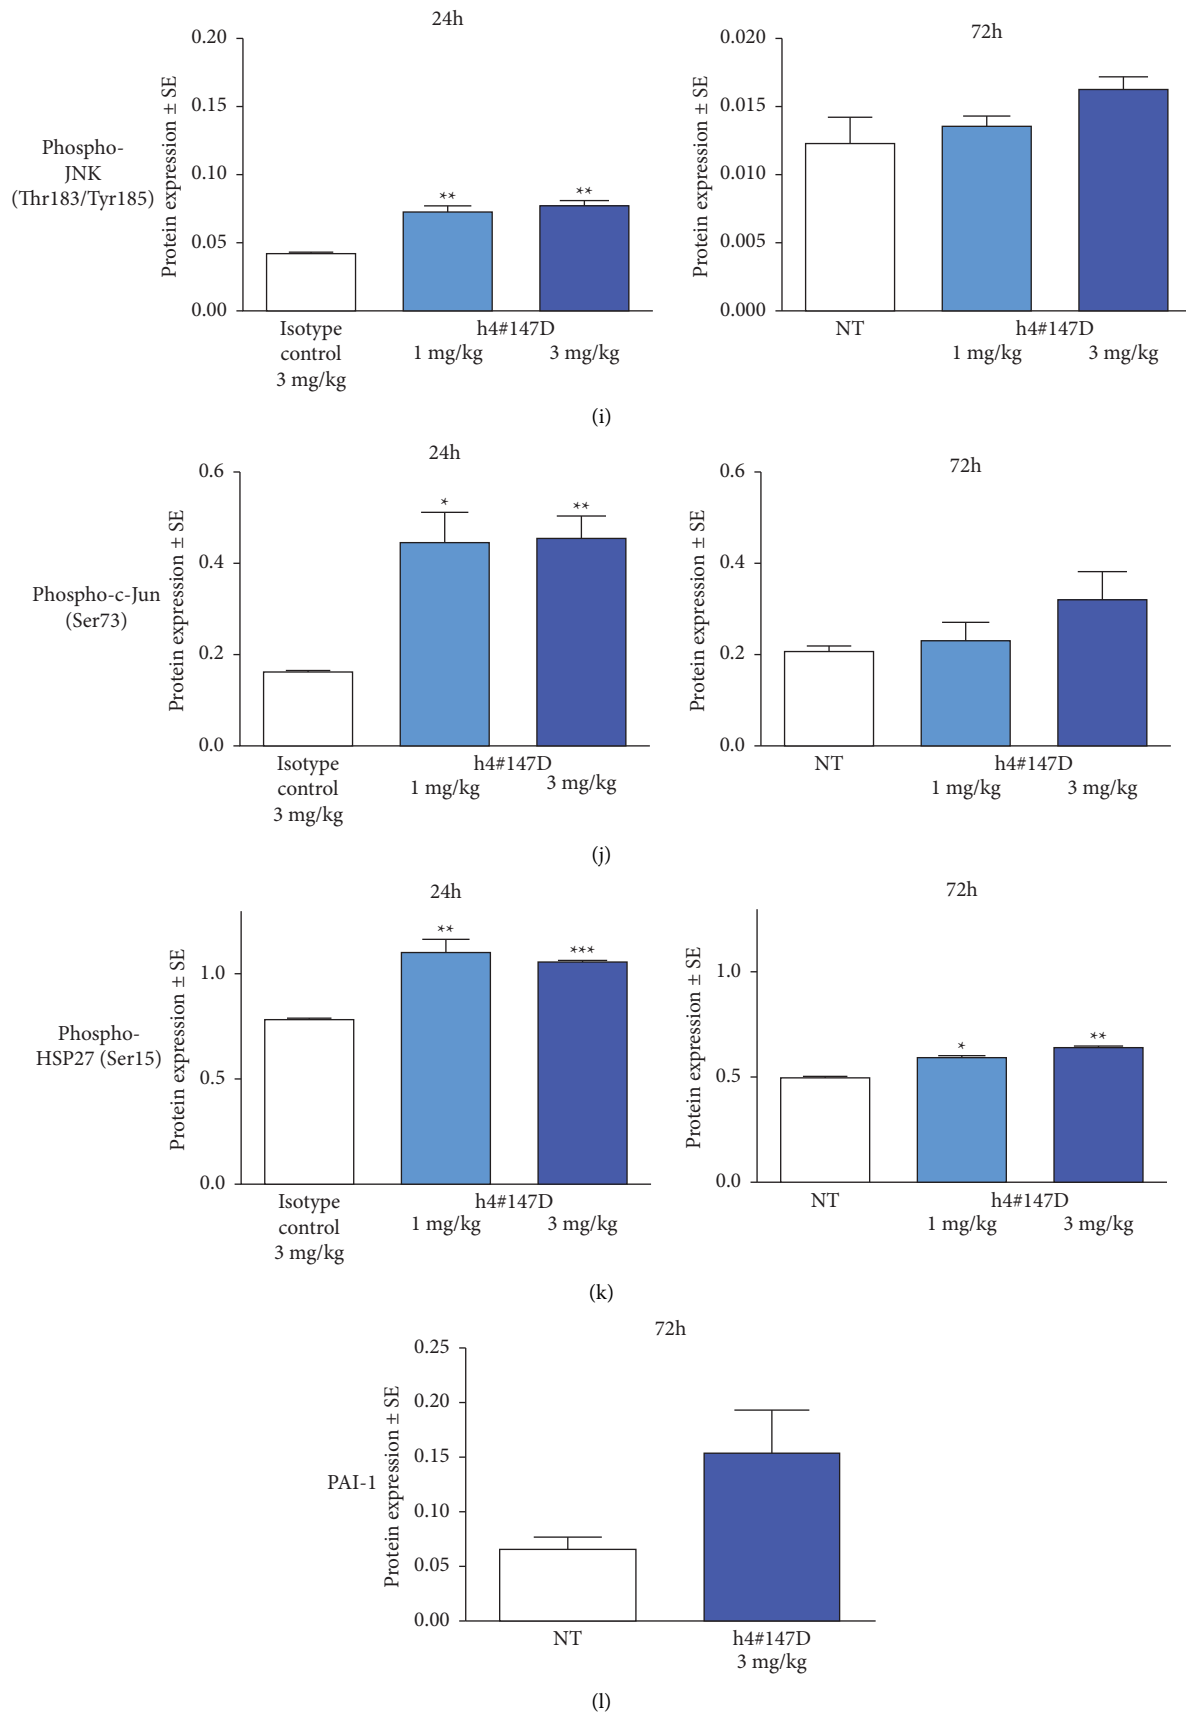 24h
72h
Phospho-
JNK
(Thr183/Tyr185)
Protein expression ± SE
0.20
0.15
0.10
0.05
0.00
** **
Isotype
control
3 mg/kg
h4#147D
1 mg/kg 3 mg/kg
Protein expression ± SE
0.020
0.015
0.010
0.005
0.000
NT
h4#147D
1 mg/kg 3 mg/kg
(i)
24h
72h
Phospho-c-Jun
(Ser73)
Protein expression ± SE
0.6
0.4
0.2
0.0
* **
Isotype
control
3 mg/kg
h4#147D
1 mg/kg 3 mg/kg
Protein expression ± SE
0.6
0.4
0.2
0.0
NT
h4#147D
1 mg/kg 3 mg/kg
(j)
24h
72h
Phospho-
HSP27 (Ser15)
Protein expression ± SE
1.0
0.5
0.0
** ***
Isotype
control
3 mg/kg
h4#147D
1 mg/kg 3 mg/kg
Protein expression ± SE
1.0
0.5
0.0
* **
NT
h4#147D
1 mg/kg 3 mg/kg
(k)
72h
PAI-1
Protein expression ± SE
0.25
0.20
0.15
0.10
0.05
0.00
NT
h4#147D
3 mg/kg
(l)